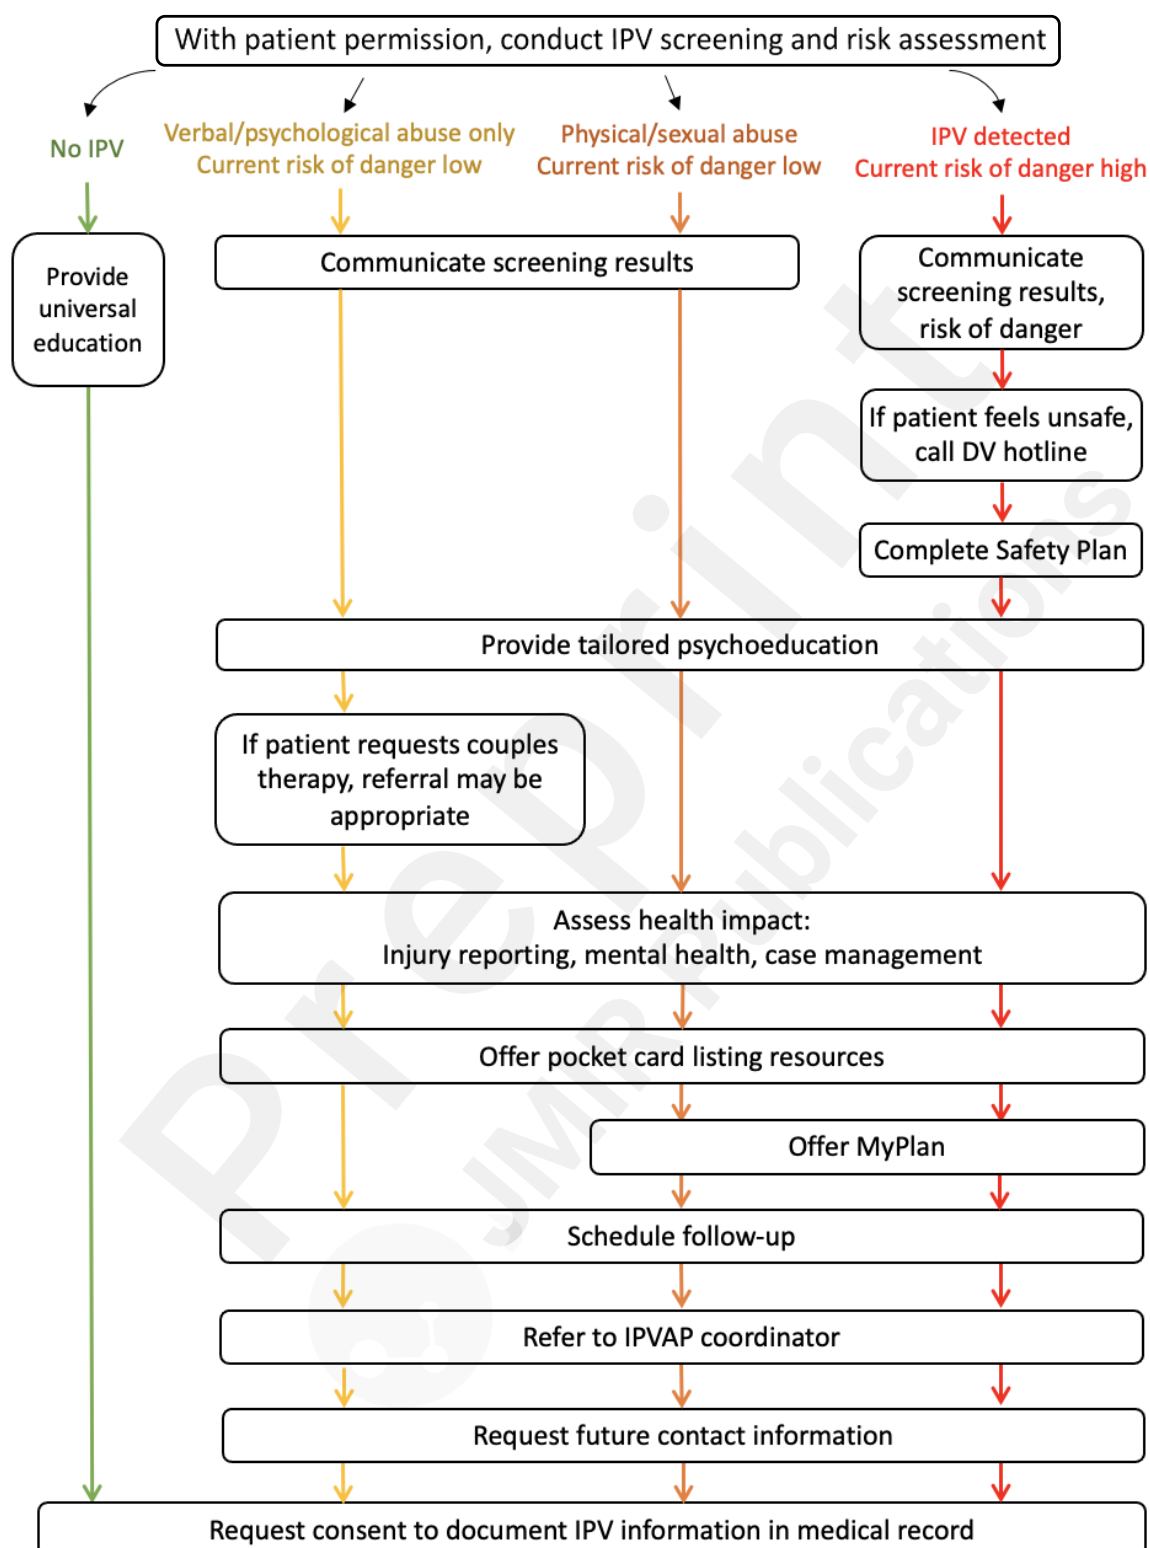 With patient permission, conduct IPV screening and risk assessment
No IPV
Verbal/psychological abuse only
Current risk of danger low
Physical/sexual abuse
Current risk of danger low
IPV detected
Current risk of danger high
Provide
universal
education
Communicate screening results
Communicate
screening results,
risk of danger
If patient feels unsafe,
call DV hotline
Complete Safety Plan
Provide tailored psychoeducation
If patient requests couples
therapy, referral may be
appropriate
Assess health impact:
Injury reporting, mental health, case management
Offer pocket card listing resources
Offer MyPlan
Schedule follow-up
Refer to IPVAP coordinator
Request future contact information
Request consent to document IPV information in medical record
Preprint
JMIR Publications